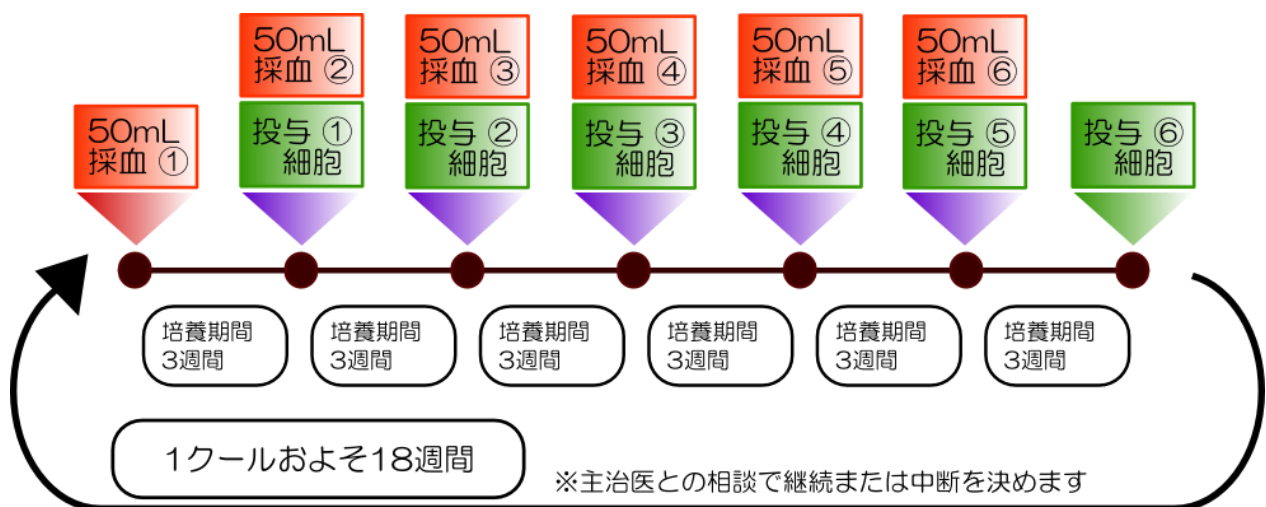 50mL
採血 ①
50mL
採血 ②
投与 ①
細胞
50mL
採血 ③
投与 ②
細胞
50mL
採血 ④
投与 ③
細胞
50mL
採血 ⑤
投与 ④
細胞
50mL
採血 ⑥
投与 ⑤
細胞
投与 ⑥
細胞
培養期間
3週間
培養期間
3週間
培養期間
3週間
培養期間
3週間
培養期間
3週間
培養期間
3週間
1クールおよそ18週間
※主治医との相談で継続または中断を決めます